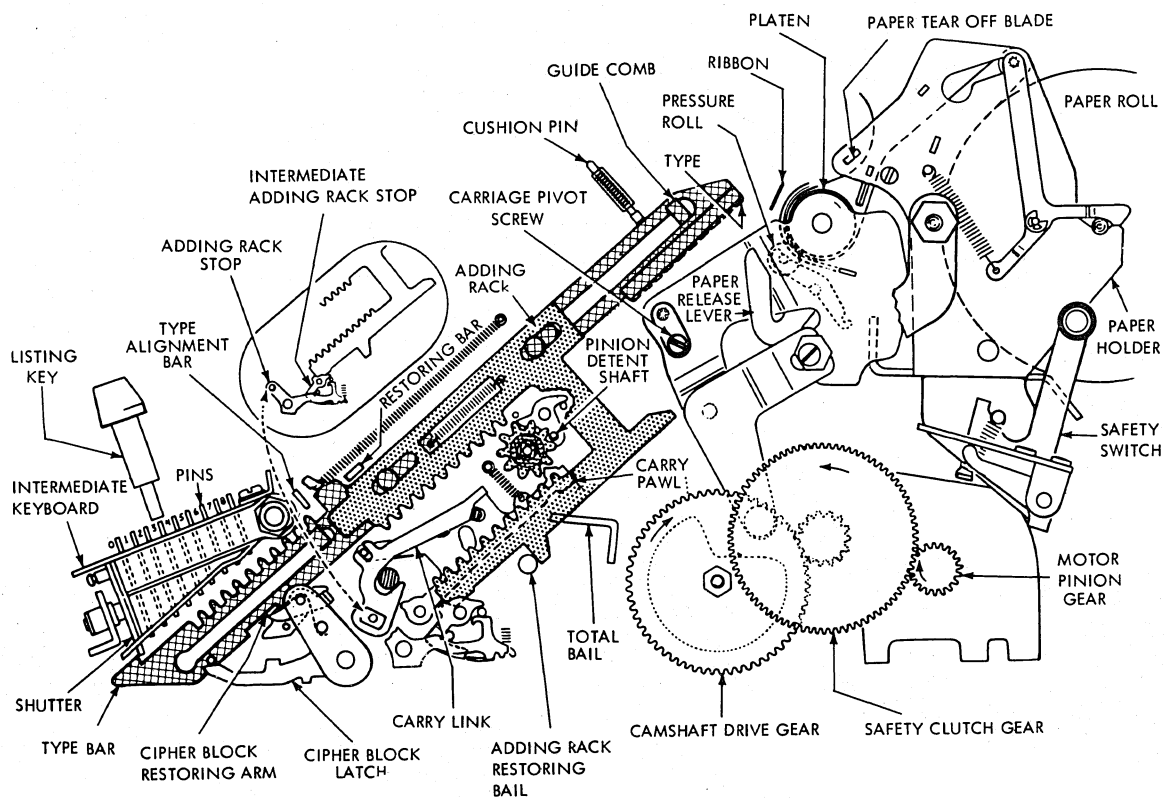 PLATEN
PAPER TEAR OFF BLADE
RIBBON
GUIDE COMB
PRESSURE
ROLL
PAPER ROLL
CUSHION PIN
TYPE
INTERMEDIATE
ADDING RACK STOP
CARRIAGE PIVOT
SCREW
ADDING RACK
STOP
ADDING
RACK
PAPER
RELEASE
LEVER
TYPE
ALIGNMENT
BAR
RESTORING BAR
PINION
DETENT
SHAFT
PAPER
HOLDER
LISTING
KEY
SAFETY
SWITCH
PINS
CARRY
PAWL
INTERMEDIATE
KEYBOARD
MOTOR
PINION
GEAR
TOTAL
BAIL
SHUTTER
TYPE BAR
CARRY LINK
CAMSHAFT DRIVE GEAR
SAFETY CLUTCH GEAR
CIPHER BLOCK
RESTORING ARM
CIPHER BLOCK
LATCH
ADDING RACK
RESTORING
BAIL